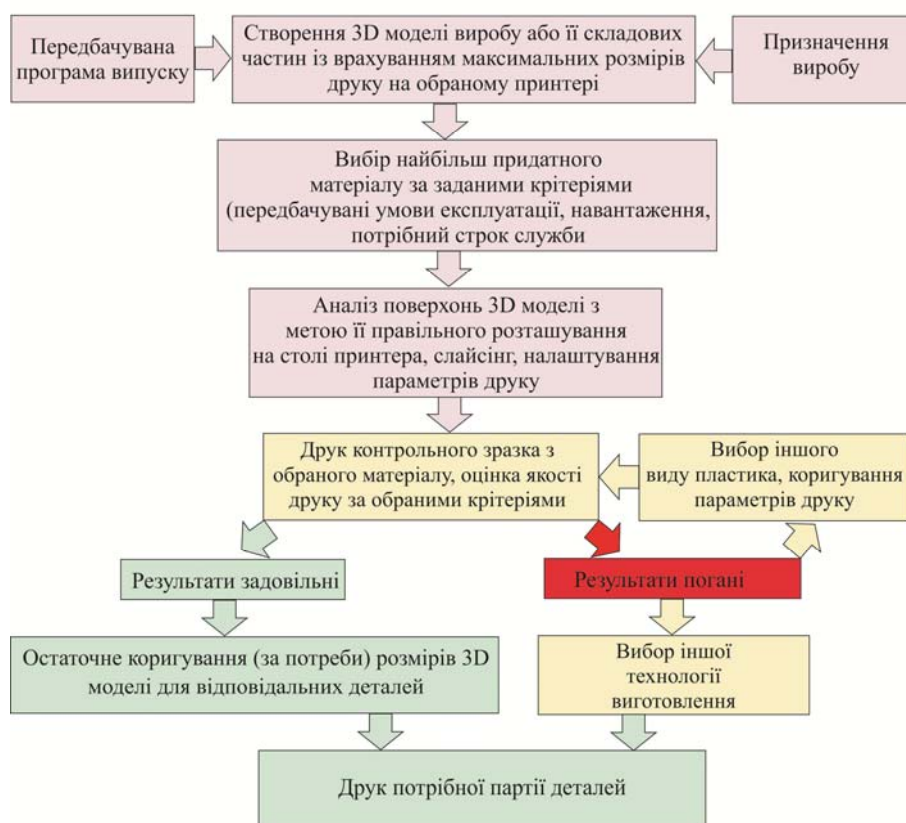 Передбачувана
програма випуску
Створення 3D моделі виробу або її складових
частин із врахуванням максимальних розмірів
друку на обраному принтері
Призначення
виробу
Вибір найбільш придатного
матеріалу за заданими крітеріями
(передбачувані умови експлуатації, навантаження,
потрібний строк служби
Аналіз поверхонь 3D моделі з
метою її правільного розташування
на столі принтера, слайсінг, налаштування
параметрів друку
Друк контрольного зразка з
обраного матеріалу, оцінка якості
друку за обраними крітеріями
Вибор іншого
виду пластика, коригування
параметрів друку
Результати задовільні
Результати погані
Остаточне коригування (за потреби) розмірів 3D
моделі для відповідальних деталей
Вибор іншої
технології
виготовлення
Друк потрібної партії деталей